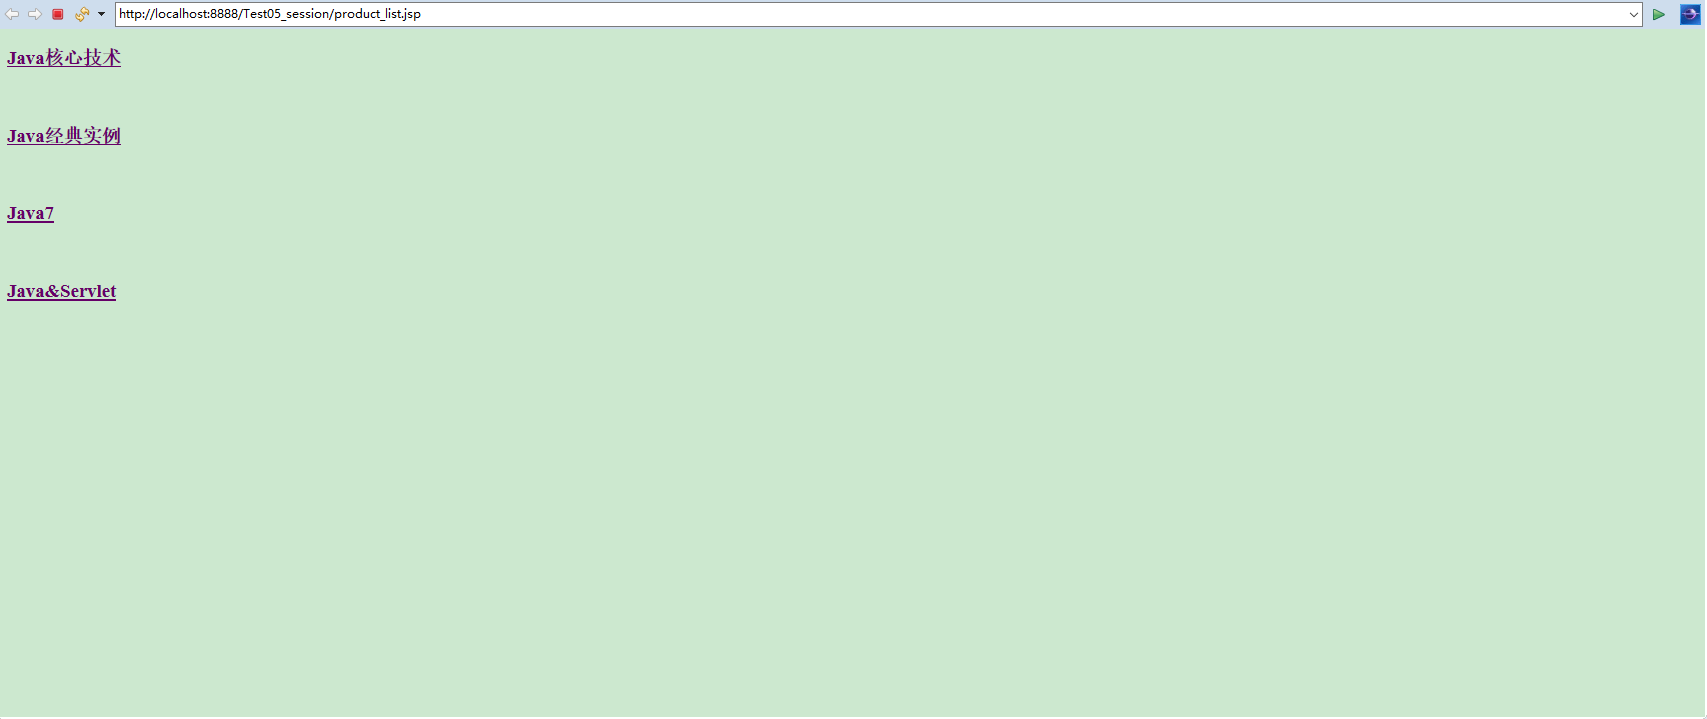 http://localhost:8888/Test05_session/product_list.jsp
Java核心技术
Java经典实例
Java7
Java&Servlet